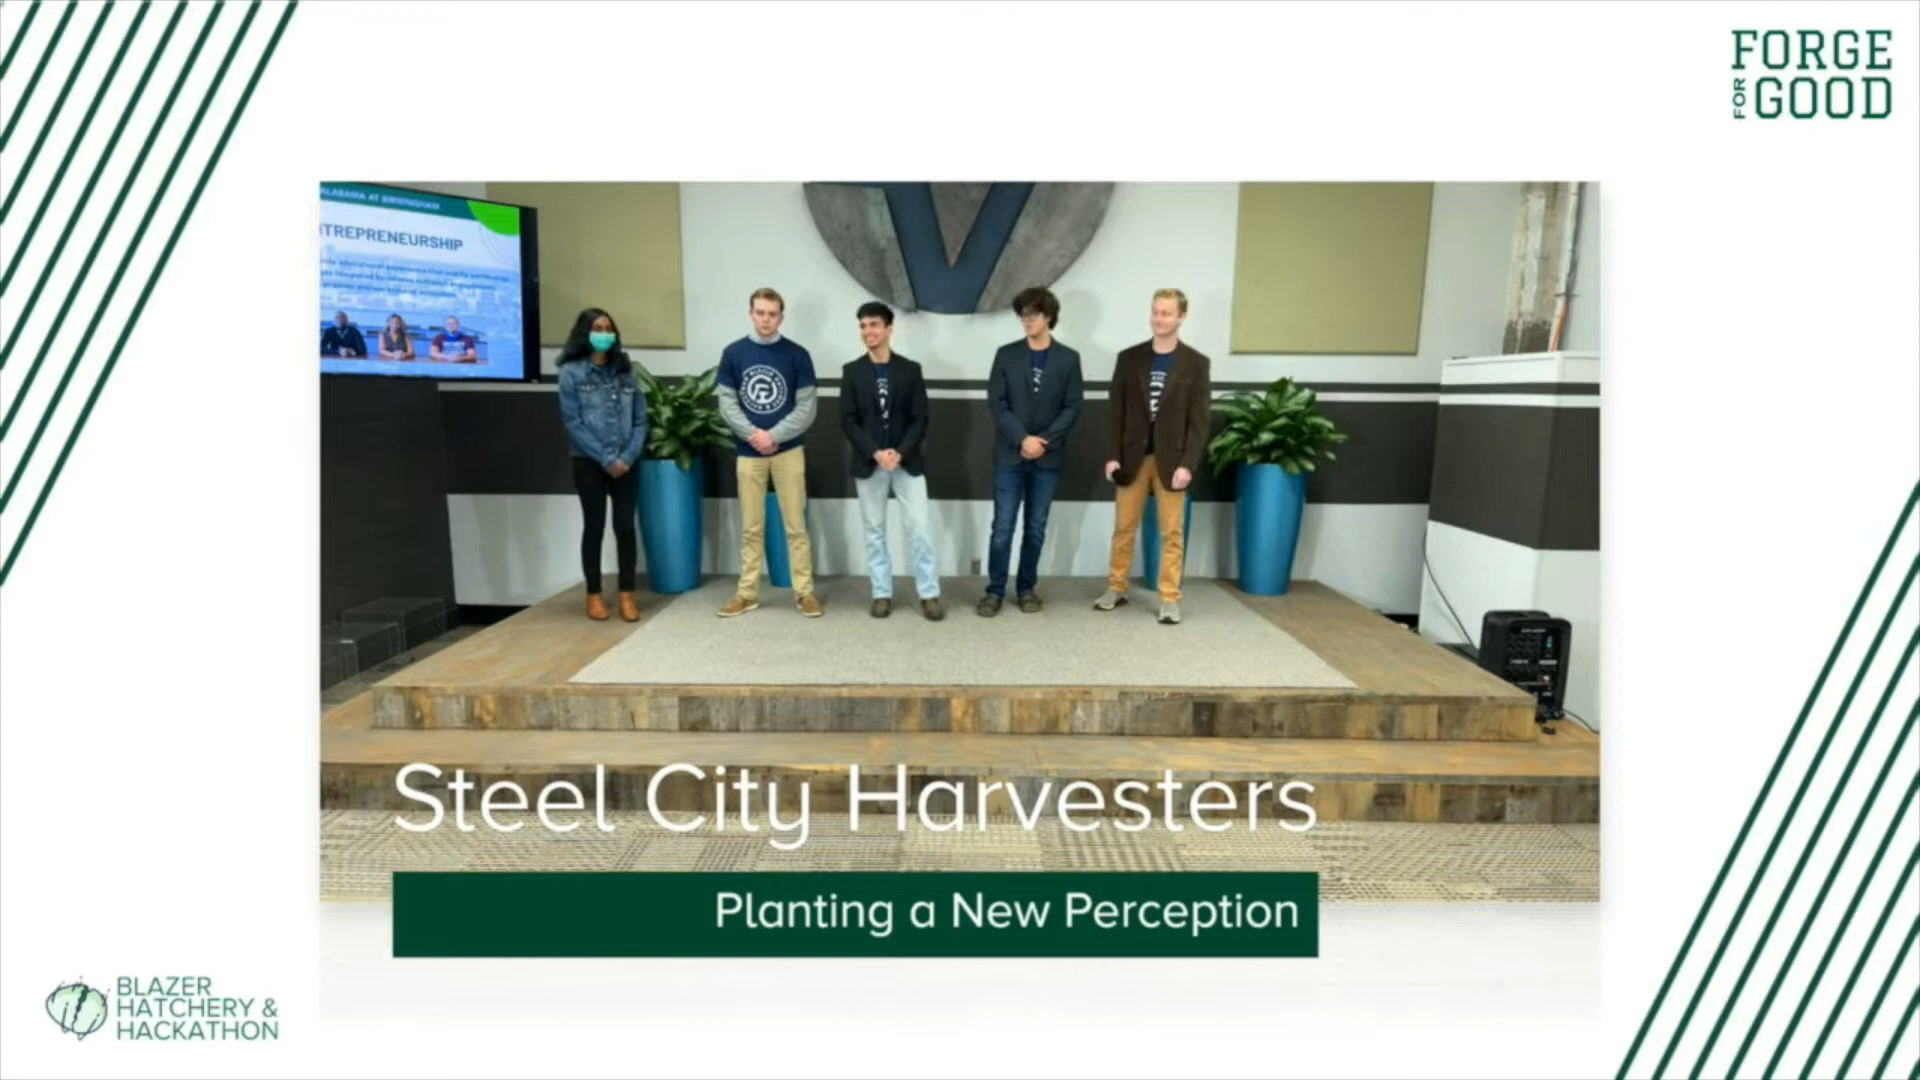 FORGE
FOR GOOD
ALABAMA AT BIRMINGHAM
TREPRENEURSHIP
Steel City Harvesters
Planting a New Perception
BLAZER
HATCHERY &
HACKATHON